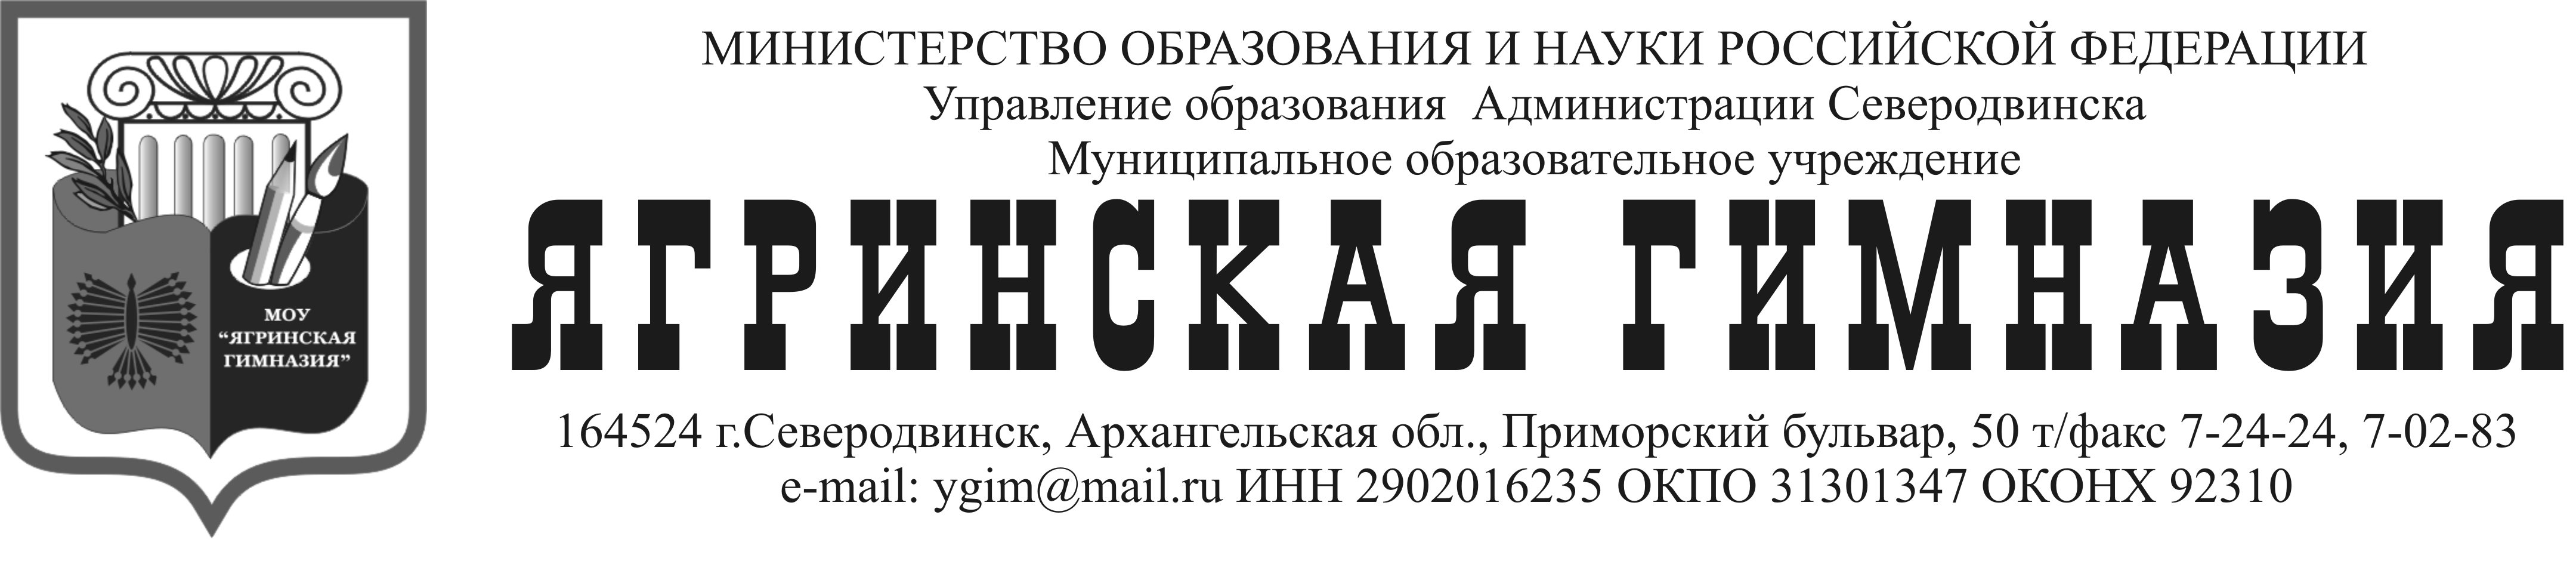 МИНИСТЕРСТВО ОБРАЗОВАНИЯ И НАУКИ РОССИЙСКОЙ ФЕДЕРАЦИИ
Управление образования  Администрации Северодвинска
Муниципальное образовательное учреждение
ЯГРИНСКАЯ ГИМНАЗИЯ
164524 г.Северодвинск, Архангельская обл., Приморский бульвар, 50 т/факс 7-24-24, 7-02-83
e-mail: ygim@mail.ru ИНН 2902016235 ОКПО 31301347 ОКОНХ 92310
МОУ
“ЯГРИНСКАЯ
ГИМНАЗИЯ”